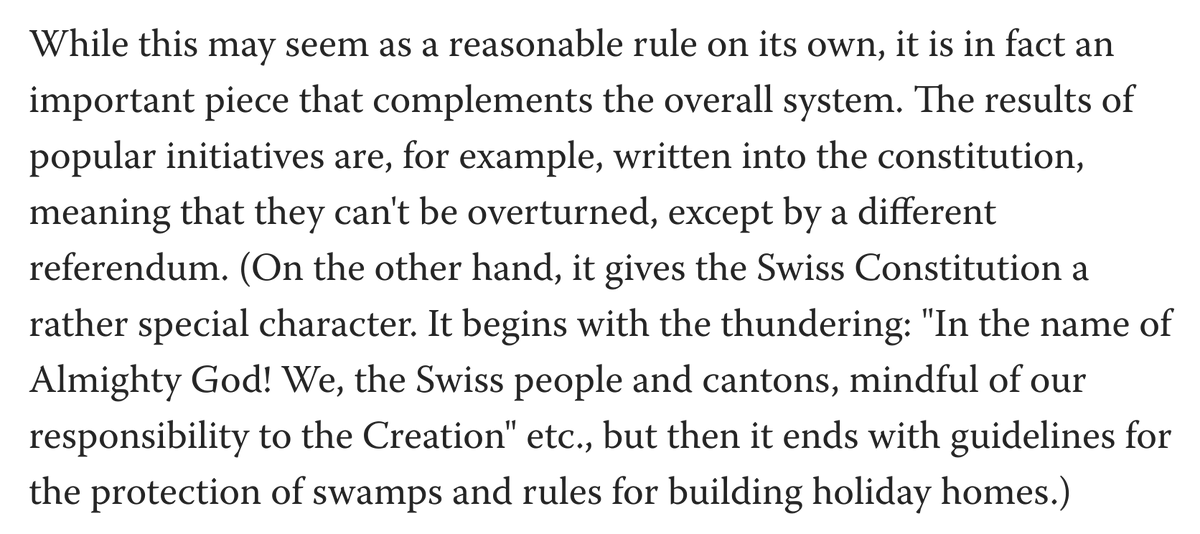 While this may seem as a reasonable rule on its own, it is in fact an
important piece that complements the overall system. The results of
popular initiatives are, for example, written into the constitution,
meaning that they can't be overturned, except by a different
referendum. (On the other hand, it gives the Swiss Constitution a
rather special character. It begins with the thundering: "In the name of
Almighty God! We, the Swiss people and cantons, mindful of our
responsibility to the Creation" etc., but then it ends with guidelines for
the protection of swamps and rules for building holiday homes.)